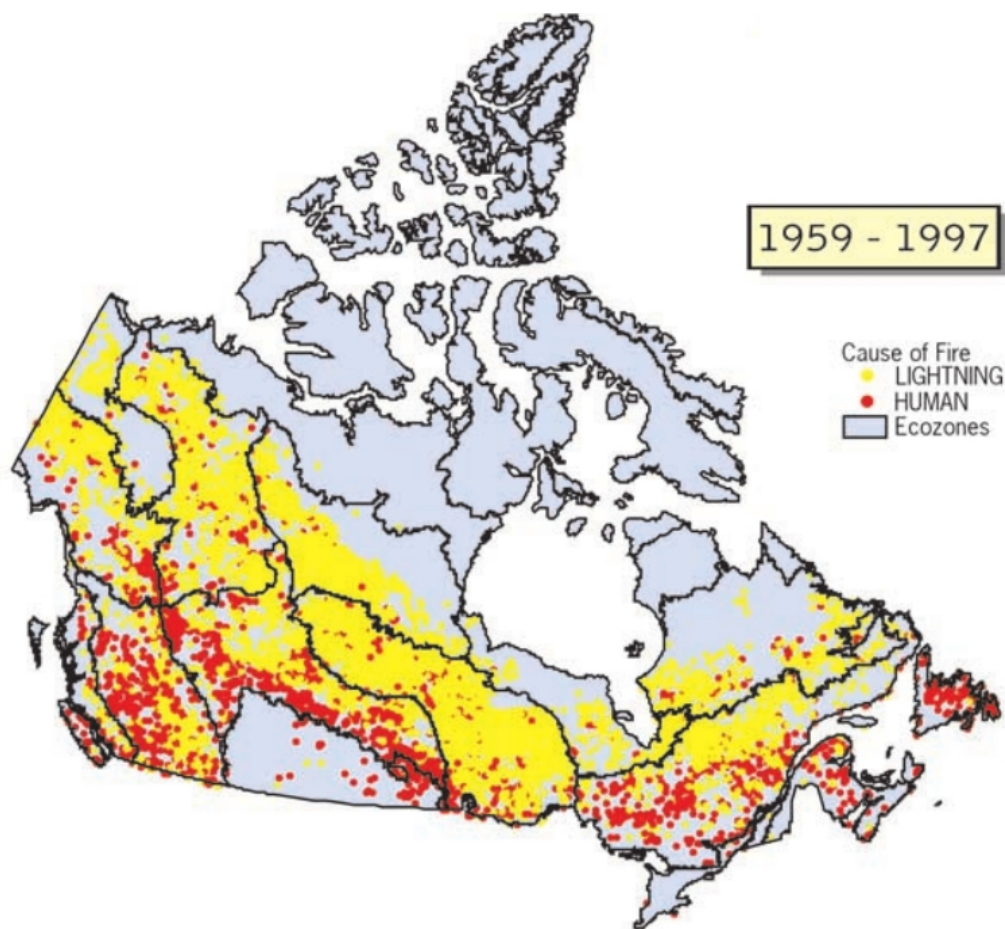 1959 - 1997
Cause of Fire
LIGHTNING
HUMAN
Ecozones